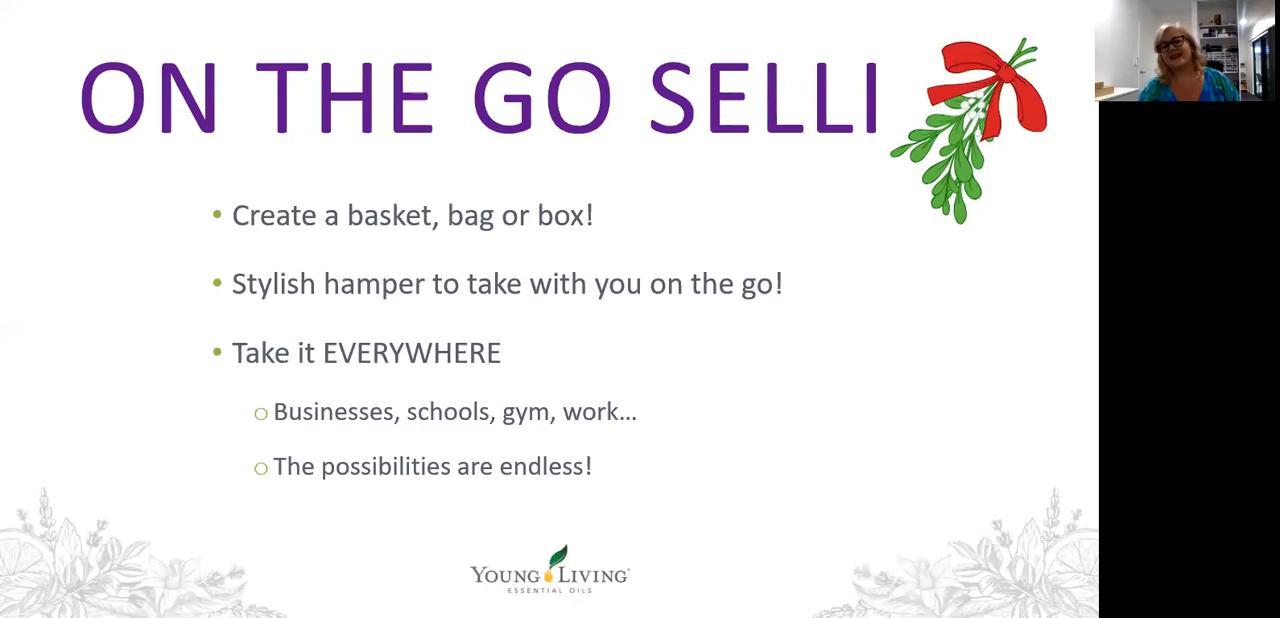 ON THE GO SELLI
• Create a basket, bag or box!
• Stylish hamper to take with you on the go!
• Take it EVERYWHERE
o Businesses, schools, gym, work...
o The possibilities are endless!
YOUNG LIVING
ESSENTIAL OILS